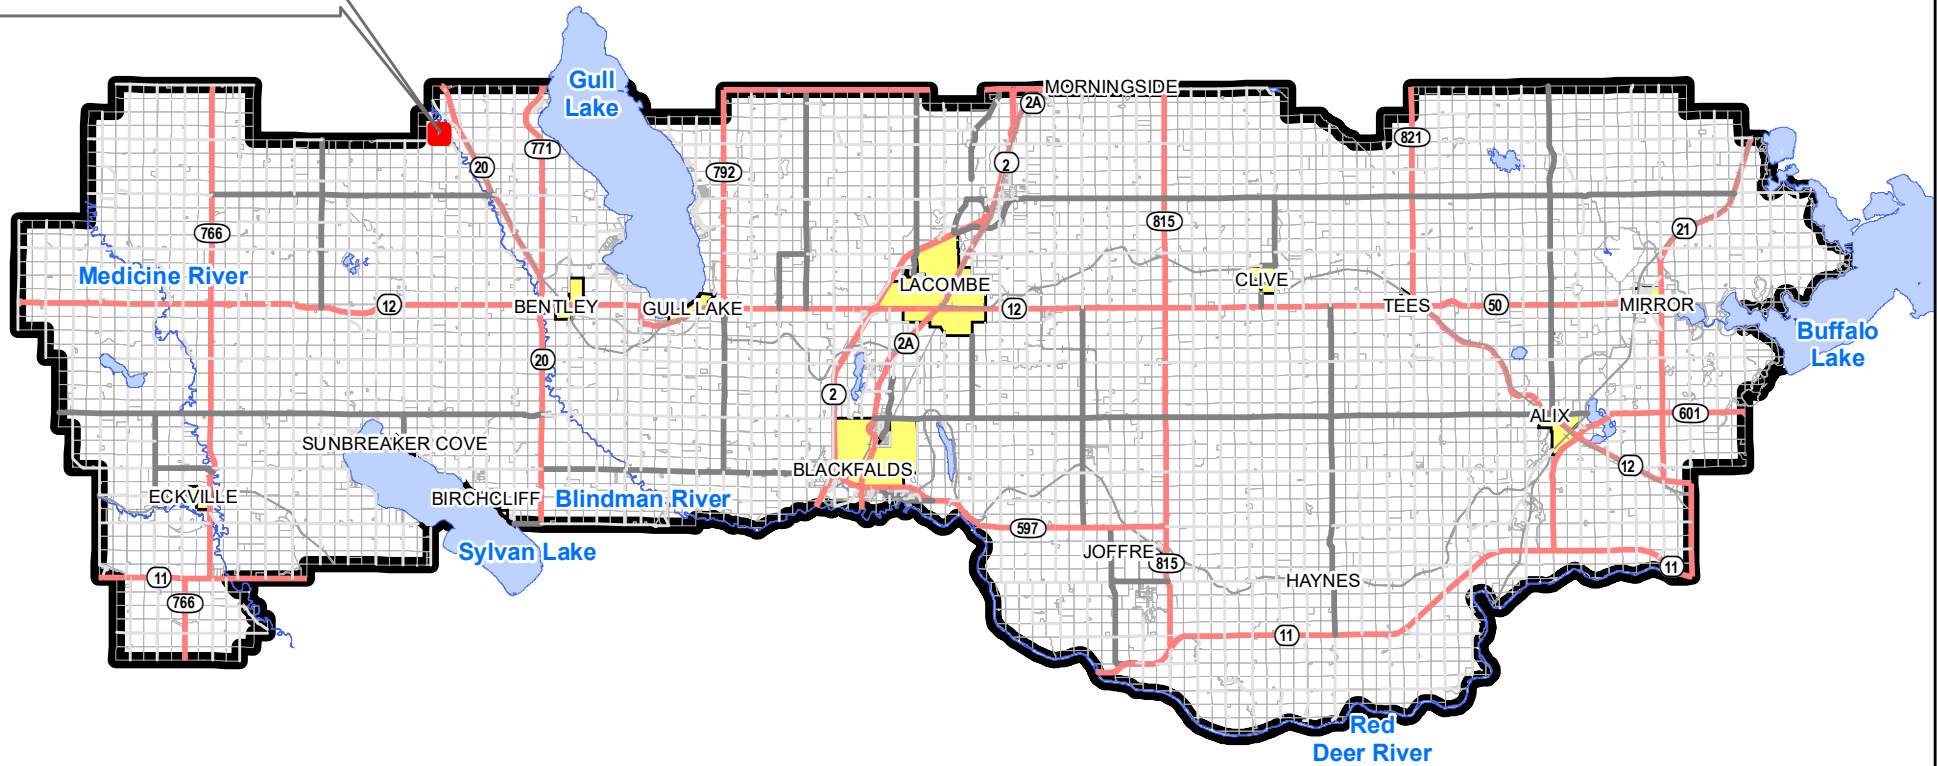 Gull
Lake
MORNINGSIDE
2A
821
771
2
20
792
815
766
21
Medicine River
CLIVE
LACOMBE
12
BENTLEY
GULL LAKE
12
TEES
50
MIRROR
Buffalo
Lake
2A
20
2
601
ALIX
SUNBREAKER COVE
12
BLACKFALDS
ECKVILLE
BIRCHCLIFF
Blindman River
597
Sylvan Lake
JOFFRE
815
11
HAYNES
11
766
11
Red
Deer River